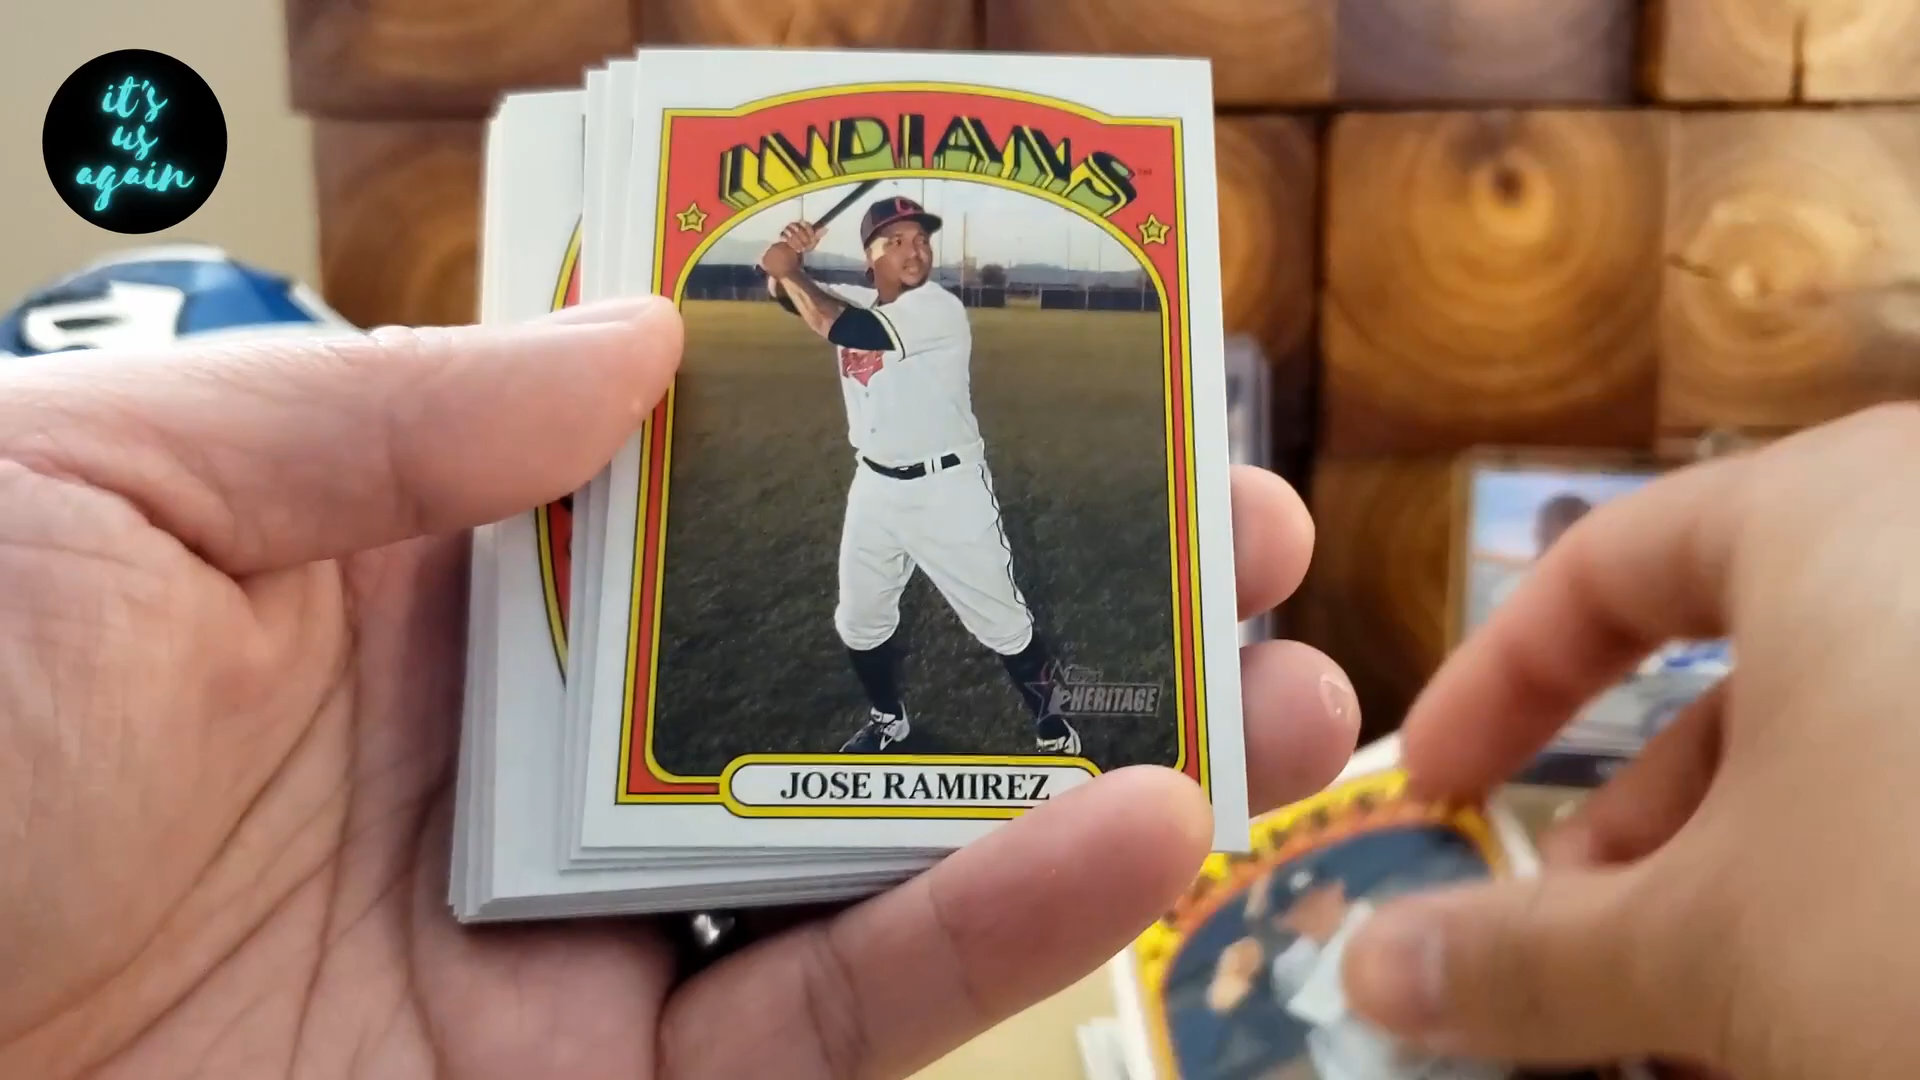 it's
us
again
INDIANS
Topps
HERITAGE
JOSE RAMIREZ